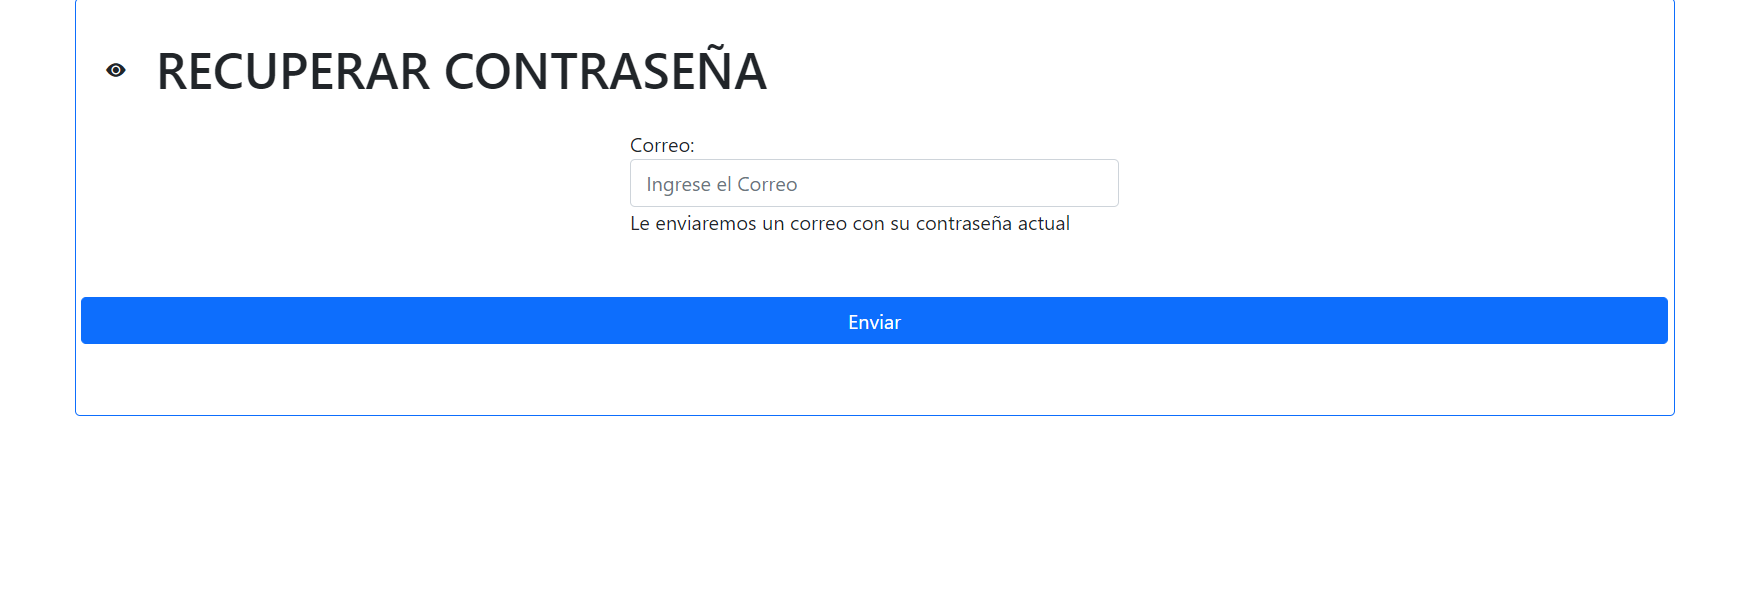 RECUPERAR CONTRASEÑA
Correo:
Ingrese el Correo
Le enviaremos un correo con su contraseña actual
Enviar